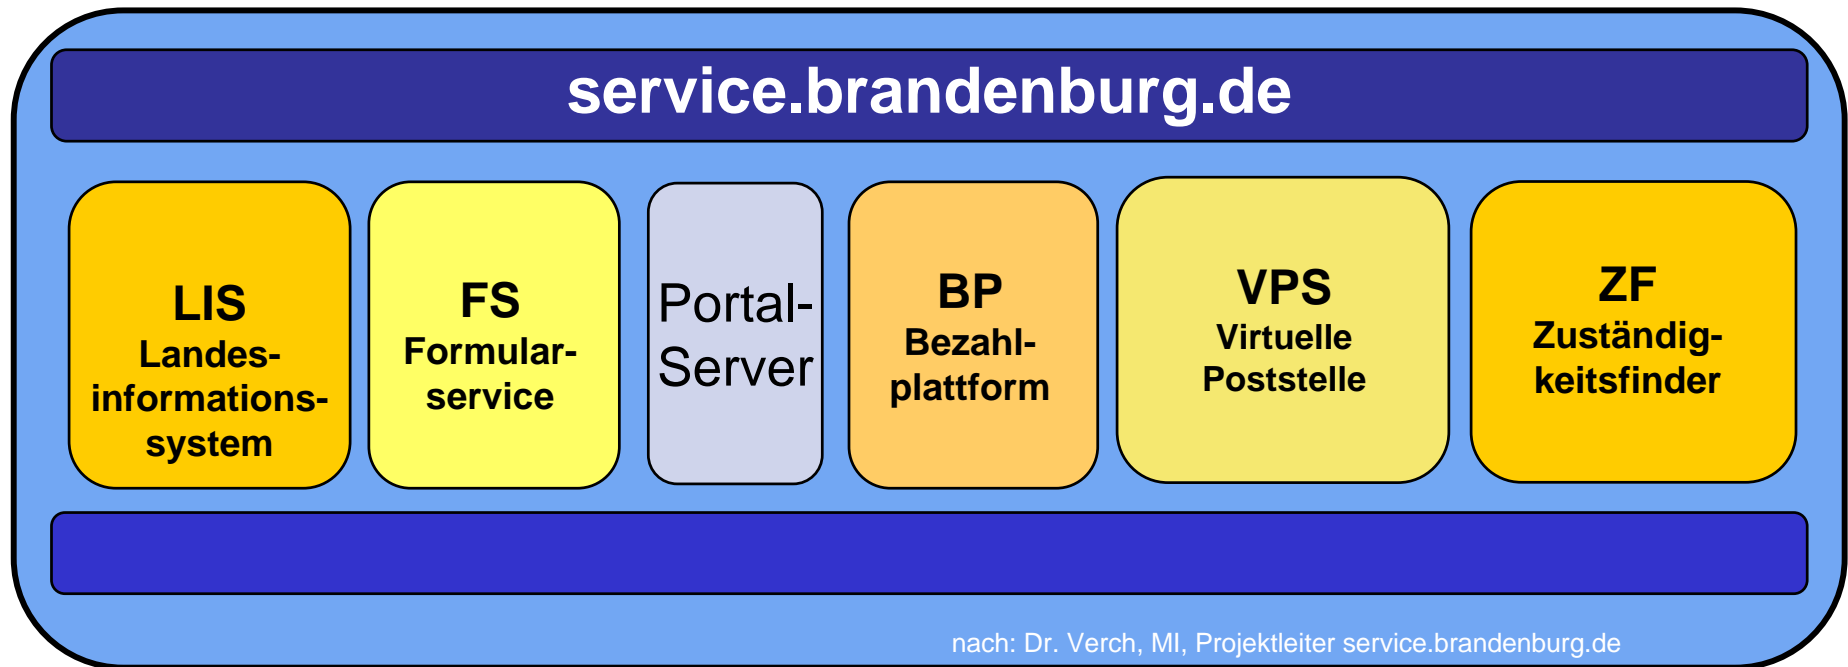 service.brandenburg.de
LIS
Landes-
informations-
system
FS
Formular-
service
Portal-
Server
BP
Bezahl-
plattform
VPS
Virtuelle
Poststelle
ZF
Zuständig-
keitsfinder
nach: Dr. Verch, MI, Projektleiter service.brandenburg.de